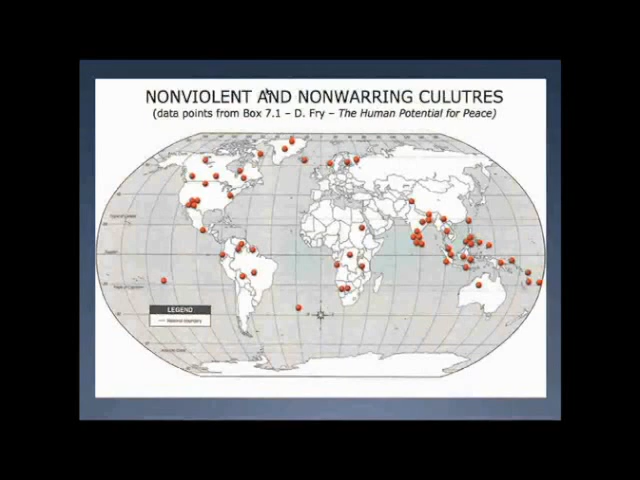 NONVIOLENT AND NONWARRING CULUTRES
(data points from Box 7.1 – D. Fry – The Human Potential for Peace)
LEGEND